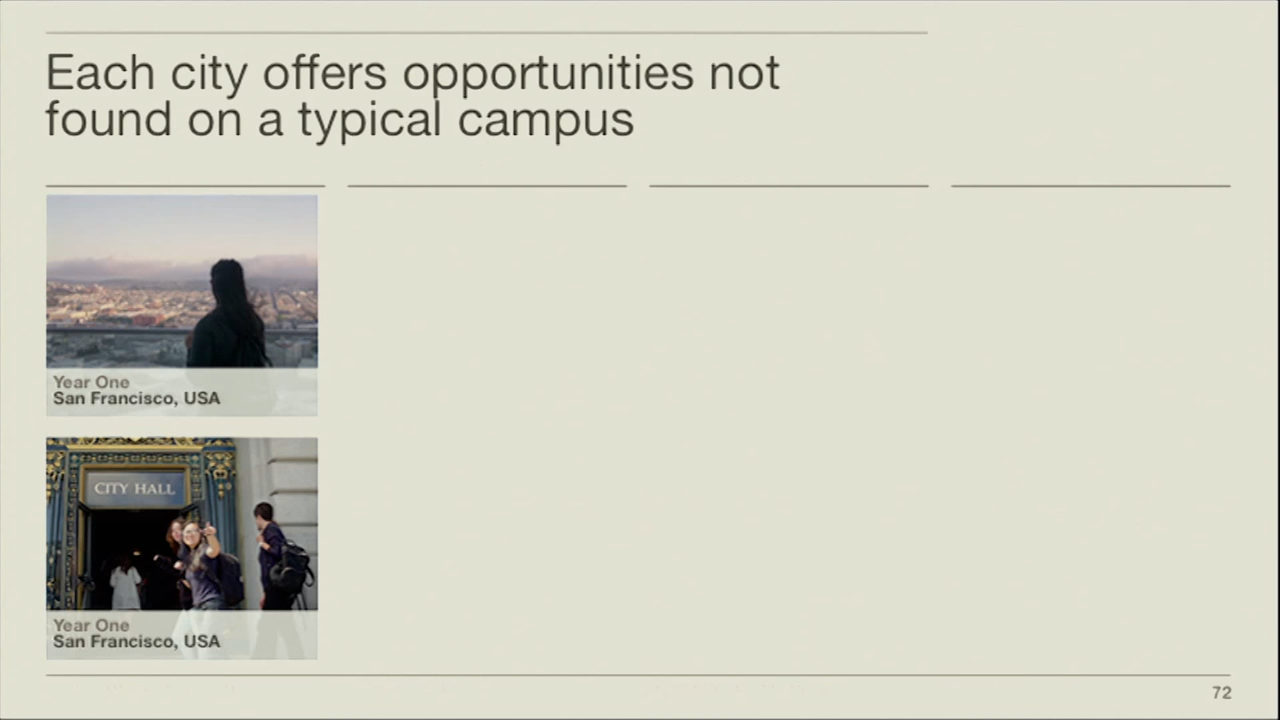 Each city offers opportunities not
found on a typical campus
Year One
San Francisco, USA
CITY HALL
Year One
San Francisco, USA
72